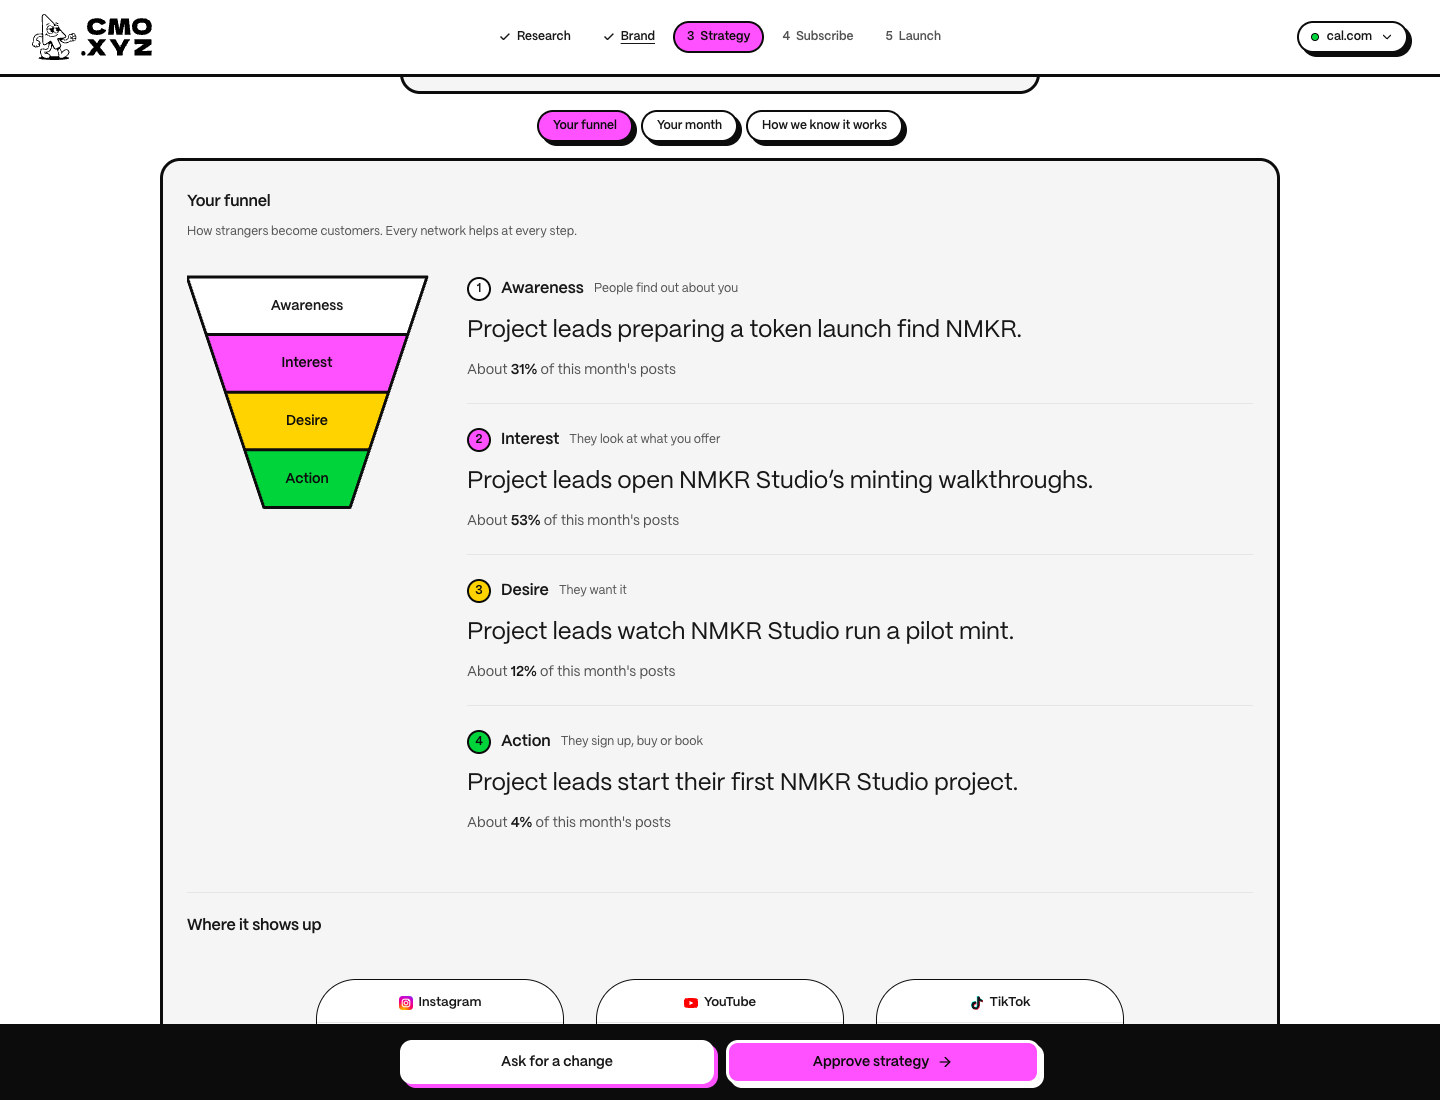 CMO
.XYZ
Research
Brand
3 Strategy
4 Subscribe
5 Launch
cal.com
Your funnel
Your month
How we know it works
Your funnel
How strangers become customers. Every network helps at every step.
Awareness
Interest
Desire
Action
1 Awareness People find out about you
Project leads preparing a token launch find NMKR.
About 31% of this month's posts
2 Interest They look at what you offer
Project leads open NMKR Studio’s minting walkthroughs.
About 53% of this month's posts
3 Desire They want it
Project leads watch NMKR Studio run a pilot mint.
About 12% of this month's posts
4 Action They sign up, buy or book
Project leads start their first NMKR Studio project.
About 4% of this month's posts
Where it shows up
Instagram
YouTube
TikTok
Ask for a change
Approve strategy